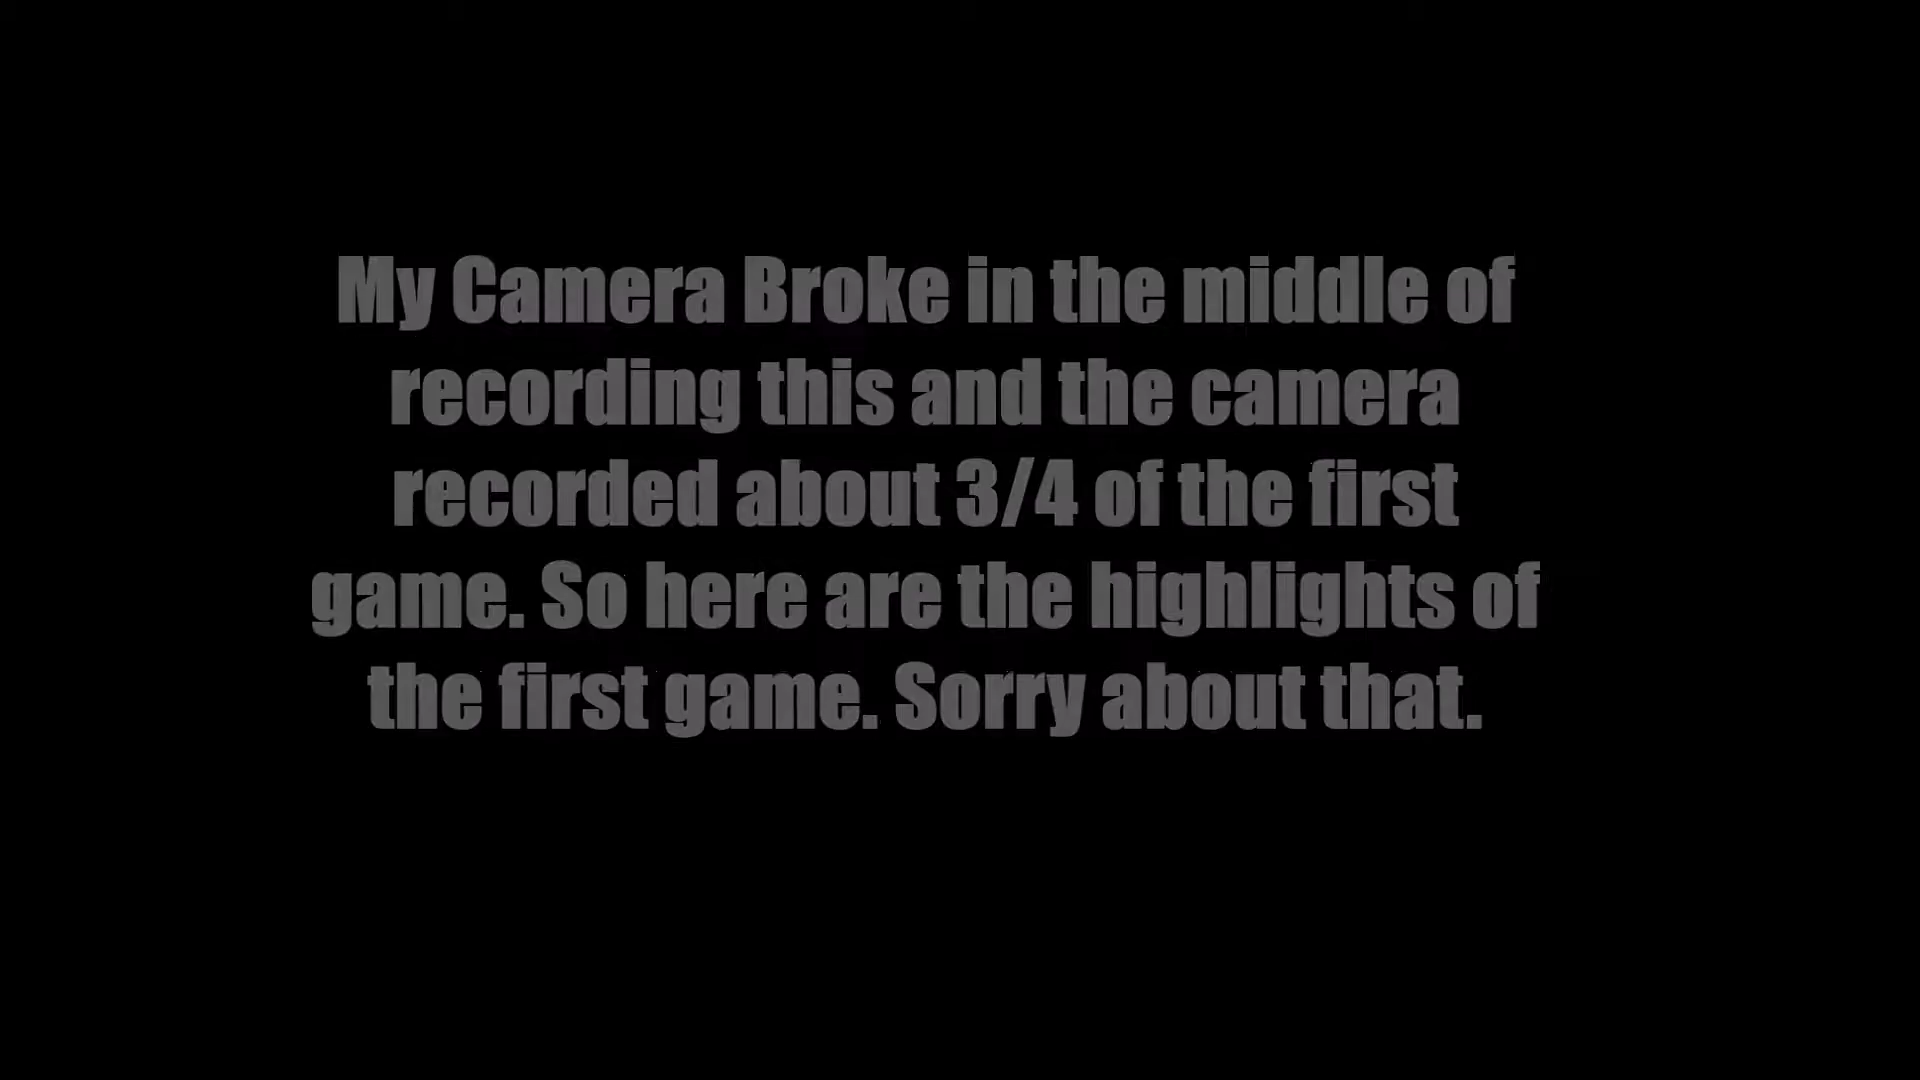 My Camera Broke in the middle of
recording this and the camera
recorded about 3/4 of the first
game. So here are the highlights of
the first game. Sorry about that.